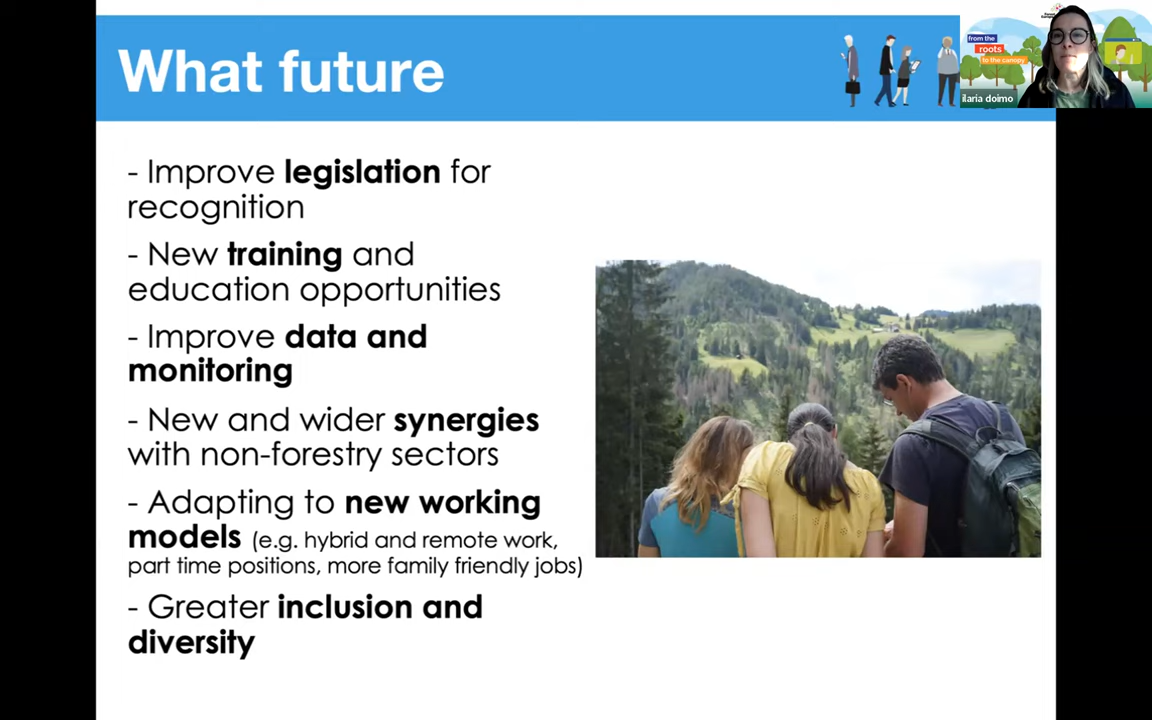 What future
from the
roots
to the canopy
ilaria doimo
- Improve legislation for
recognition
- New training and
education opportunities
- Improve data and
monitoring
- New and wider synergies
with non-forestry sectors
- Adapting to new working
models (e.g. hybrid and remote work,
part time positions, more family friendly jobs)
- Greater inclusion and
diversity